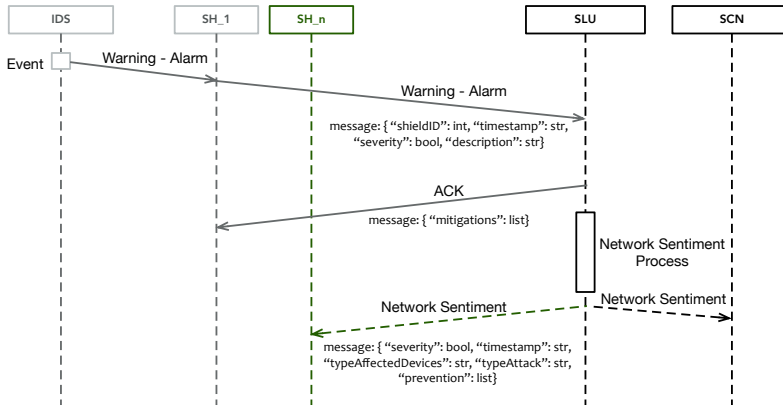 IDS
SH_1
SH_n
SLU
SCN
Event
Warning - Alarm
Warning - Alarm
message: { “shieldID”: int, “timestamp”: str,
“severity”: bool, “description”: str}
ACK
message: { “mitigations”: list}
Network Sentiment
Process
Network Sentiment
Network Sentiment
message: { “severity”: bool, “timestamp”: str,
“typeAffectedDevices”: str, “typeAttack”: str,
“prevention”: list}